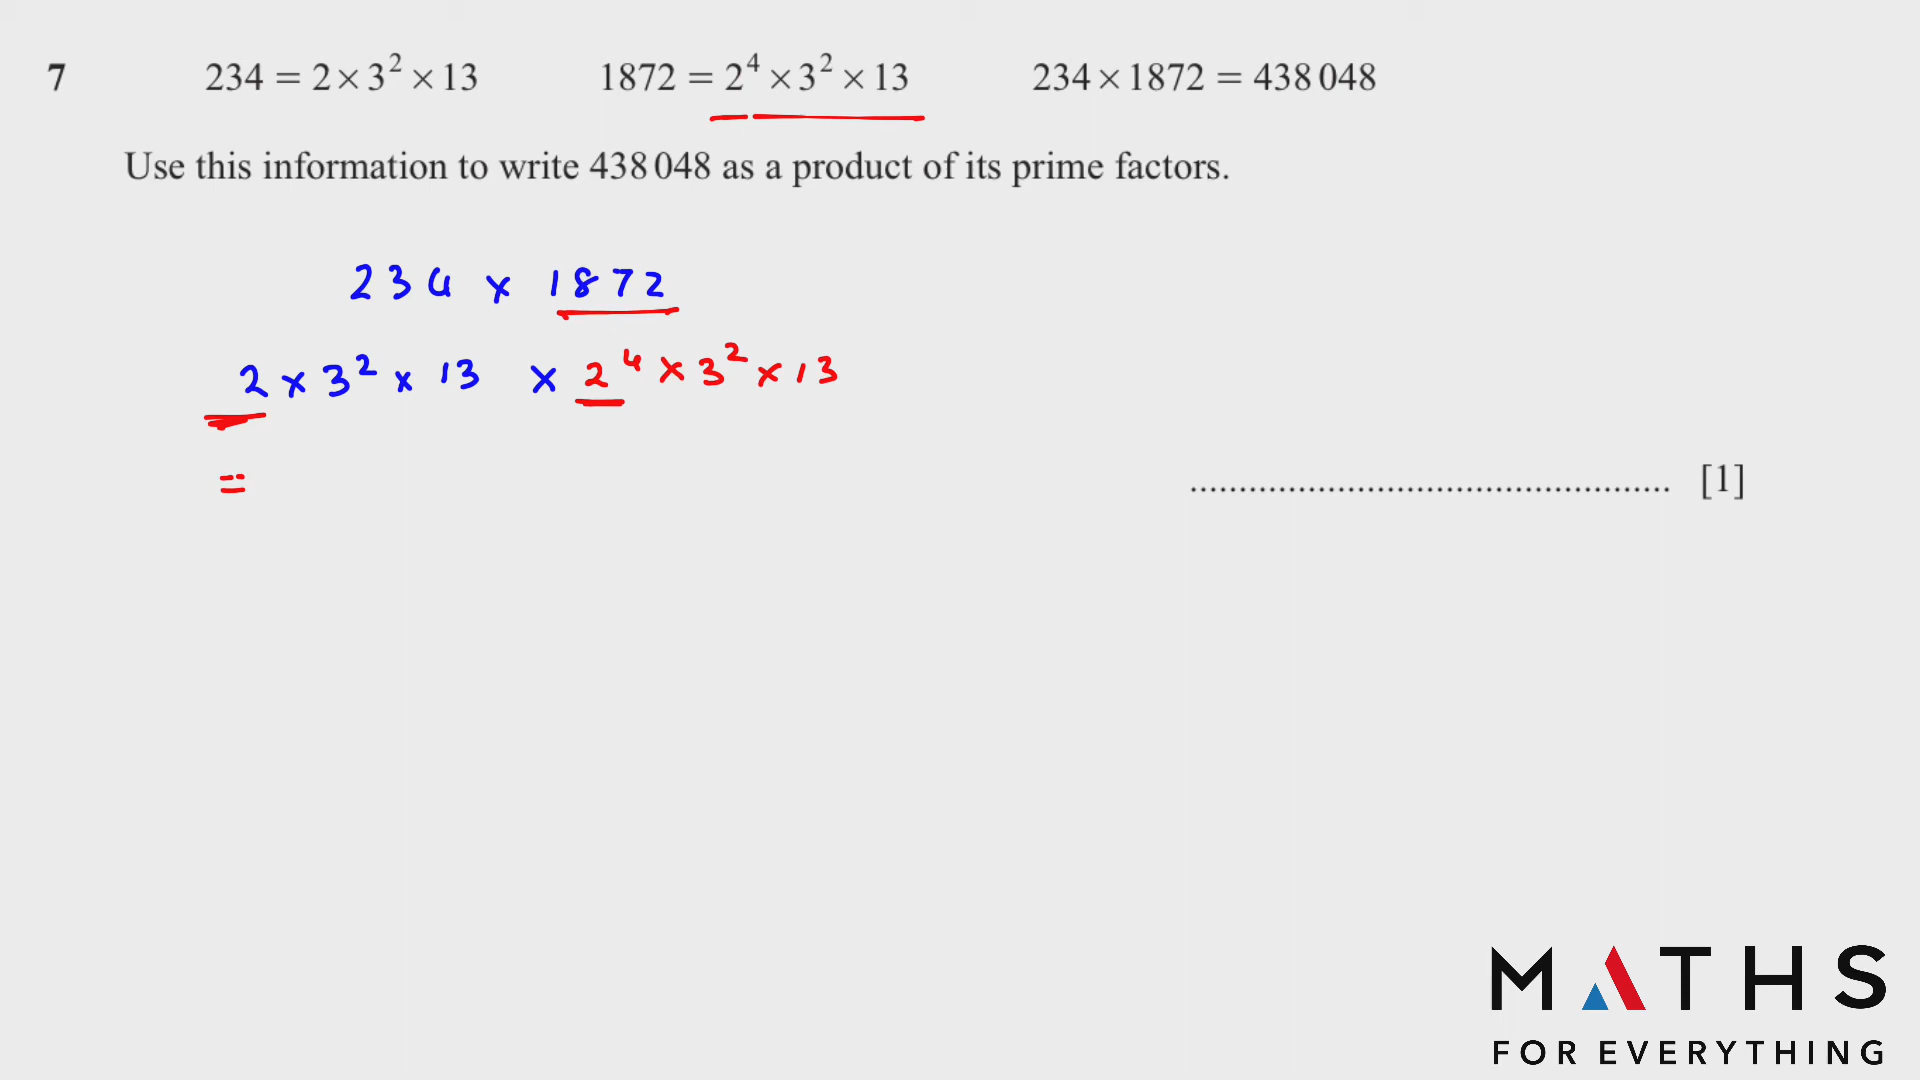 7 234 = 2 × 3² × 13 1872 = 2⁴ × 3² × 13 234 × 1872 = 438 048
Use this information to write 438 048 as a product of its prime factors.
234 × 1872
2 × 3² × 13 × 2⁴ × 3² × 13
=
................................................ [1]
MATHS
FOR EVERYTHING